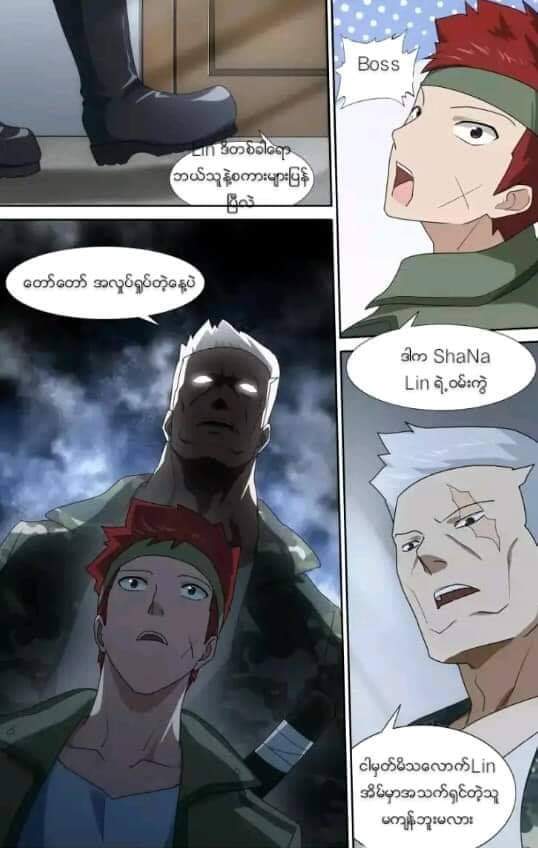 Boss
Lin ဒီတစ်ခါရော
ဘယ်သူနဲ့စကားများပြန်
ပြီလဲ
တော်တော် အလှုပ်ရှုပ်တဲ့နေ့ပဲ
ဒါက ShaNa
Lin ရဲ့ဝမ်းကွဲ
ငါမှတ်မိသလောက်Lin
အိမ်မှာအသက်ရှင်တဲ့သူ
မကျန်ဘူးမလား